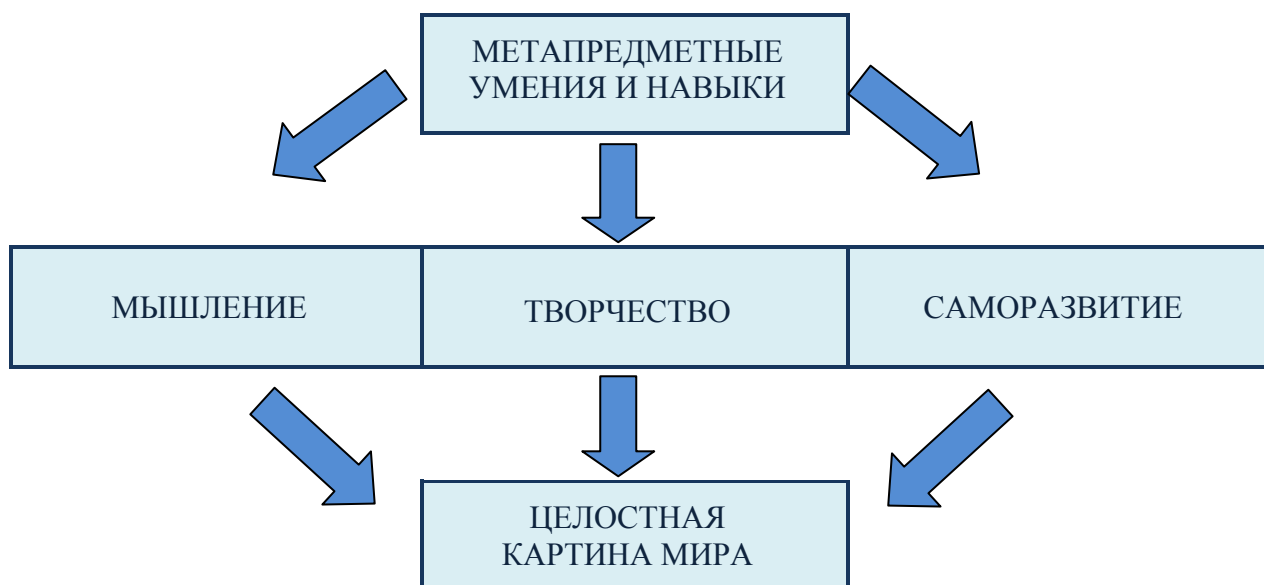 МЕТАПРЕДМЕТНЫЕ
УМЕНИЯ И НАВЫКИ
МЫШЛЕНИЕ
ТВОРЧЕСТВО
САМОРАЗВИТИЕ
ЦЕЛОСТНАЯ
КАРТИНА МИРА